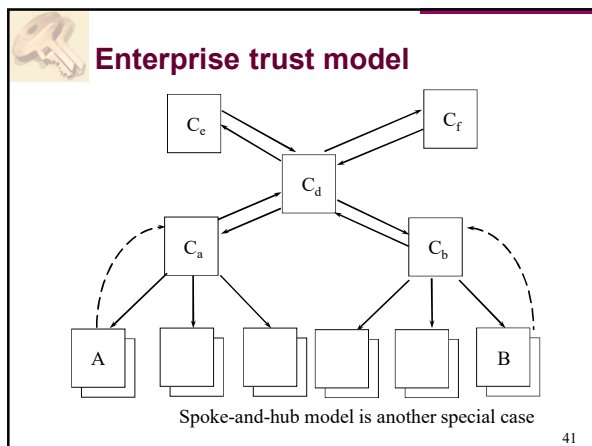 Enterprise trust model
Ce
Cf
Cd
Ca
Cb
A
B
Spoke-and-hub model is another special case
41